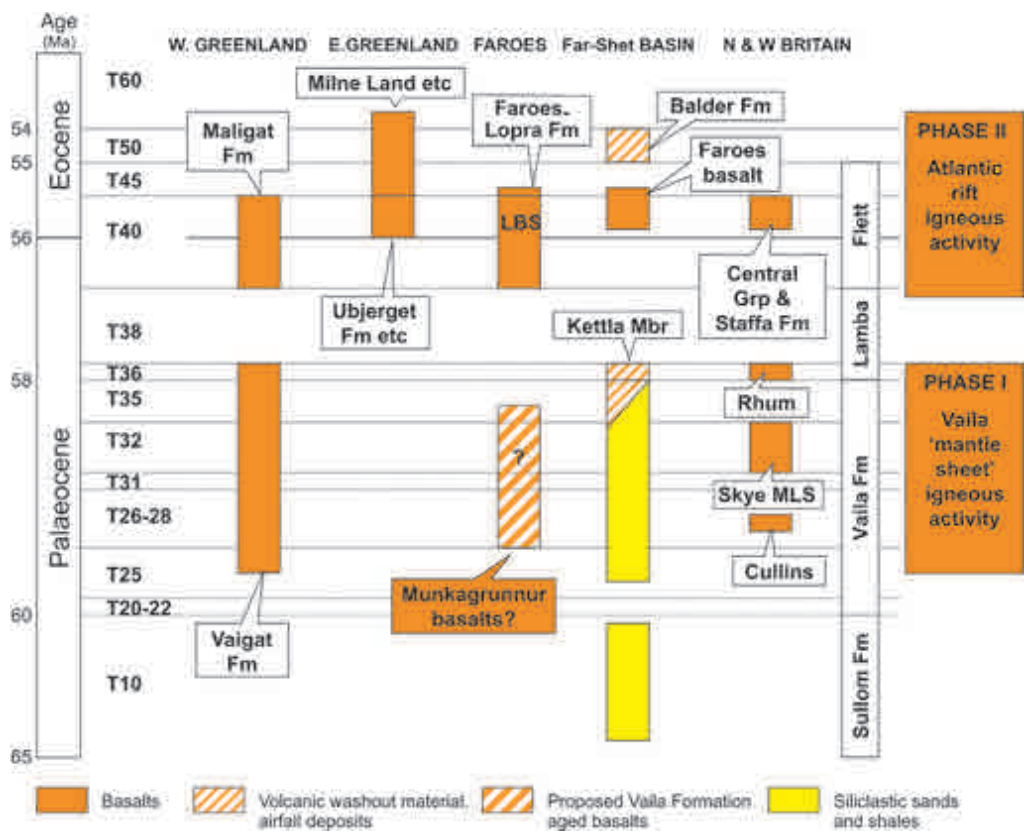 Age
(Ma)
W. GREENLAND
E.GREENLAND
FAROES
Far-Shet BASIN
N & W BRITAIN
Eocene
Palaeocene
54
55
56
58
60
65
T60
T50
T45
T40
T38
T36
T35
T32
T31
T26-28
T25
T20-22
T10
Maligat
Fm
Vaigat
Fm
Milne Land etc
Ubjerget
Fm etc
Faroes.
Lopra Fm
LBS
?
Munkagrunnur
basalts?
Balder Fm
Faroes
basalt
Kettla Mbr
Central
Grp &
Staffa Fm
Rhum
Skye MLS
Cullins
Flett
Lamba
Vaila Fm
Sullom Fm
PHASE II
Atlantic
rift
igneous
activity
PHASE I
Vaila
'mantie
sheet'
igneous
activity
Basalts
Volcanic washout material.
airfall deposits
Proposed Vaila Formation
aged basalts
Siliclastic sands
and shales